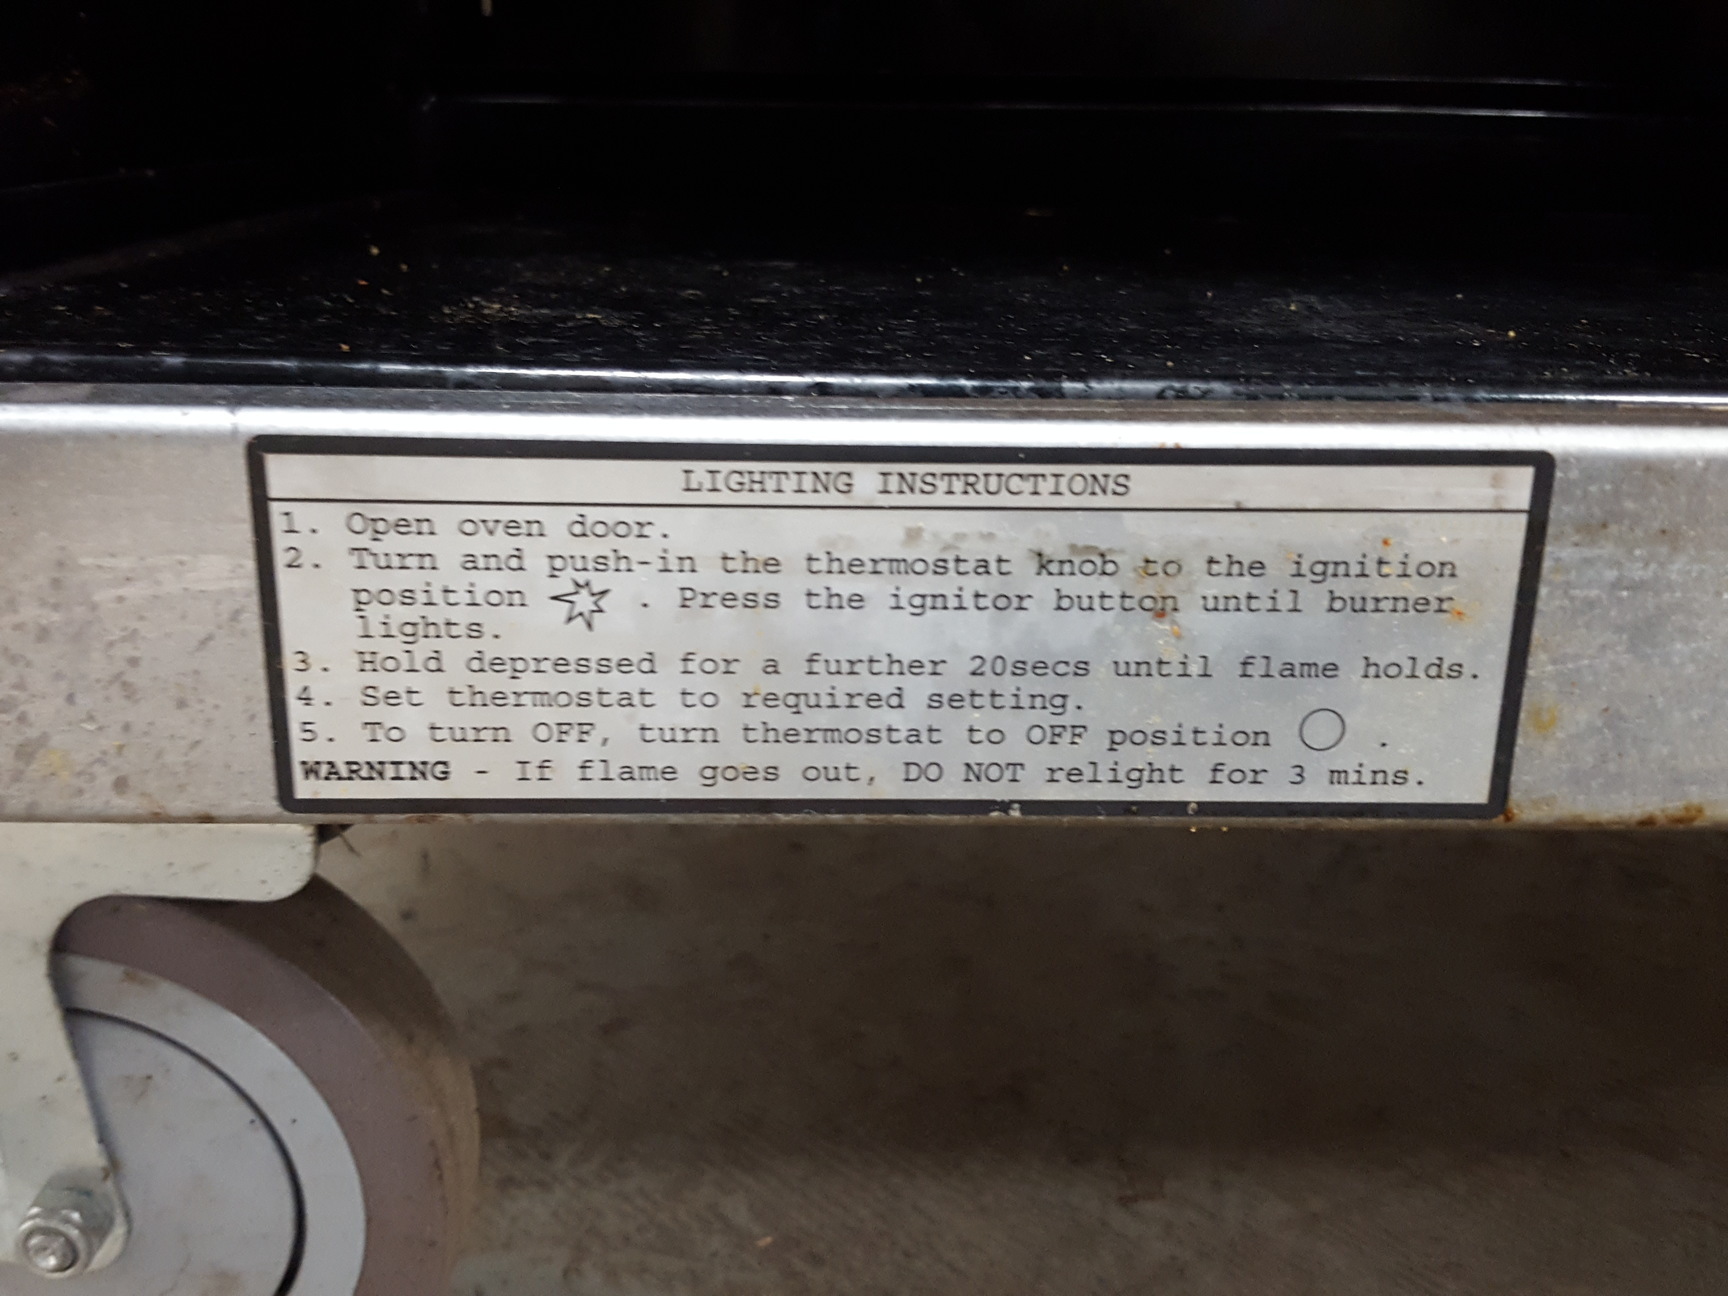 LIGHTING INSTRUCTIONS
1. Open oven door.
2. Turn and push-in the thermostat knob to the ignition
position . Press the ignitor button until burner
lights.
3. Hold depressed for a further 20secs until flame holds.
4. Set thermostat to required setting.
5. To turn OFF, turn thermostat to OFF position .
WARNING - If flame goes out, DO NOT relight for 3 mins.